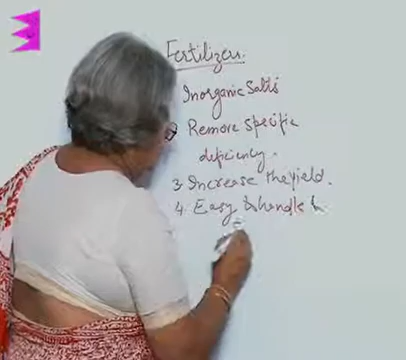 Fertilizers.
Inorganic Salts
Remove Specific
deficiency.
3. Increase the yield.
4. Easy to handle